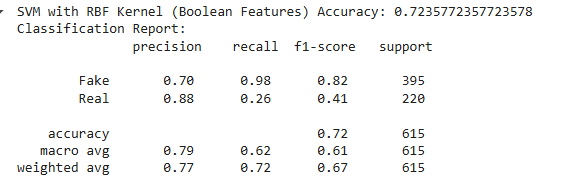 SVM with RBF Kernel (Boolean Features) Accuracy: 0.7235772357723578
Classification Report:
precision recall f1-score support
Fake 0.70 0.98 0.82 395
Real 0.88 0.26 0.41 220
accuracy 0.72 615
macro avg 0.79 0.62 0.61 615
weighted avg 0.77 0.72 0.67 615